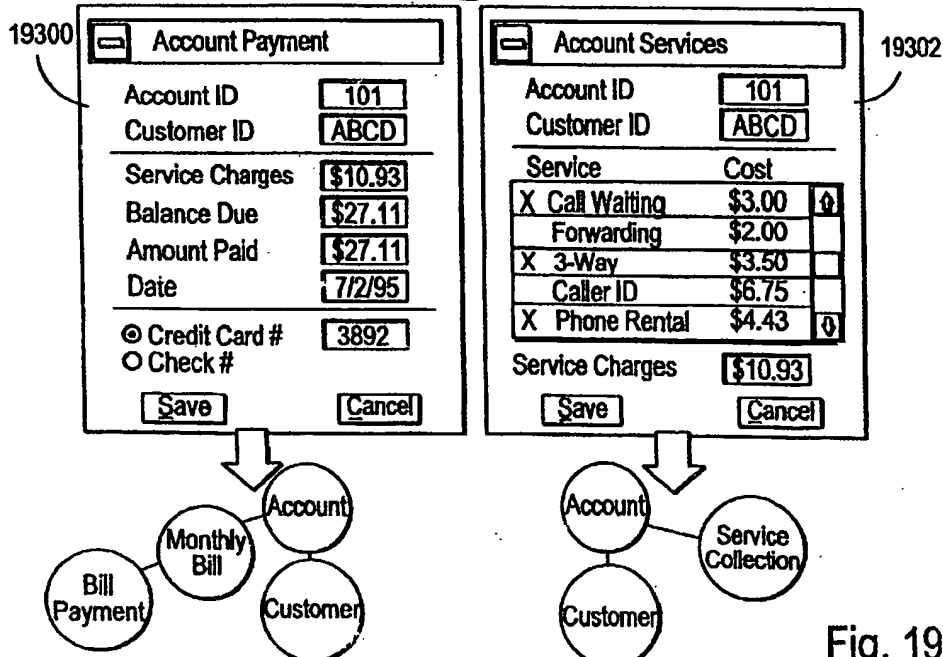 19300
Account Payment
Account ID 101
Customer ID ABCD
Service Charges $10.93
Balance Due $27.11
Amount Paid $27.11
Date 7/2/95
Credit Card # 3892
Check #
Save Cancel
Account
Monthly Bill
Bill Payment
Customer
19302
Account Services
Account ID 101
Customer ID ABCD
Service Cost
X Call Waiting $3.00
Forwarding $2.00
X 3-Way $3.50
Caller ID $6.75
X Phone Rental $4.43
Service Charges $10.93
Save Cancel
Account
Service Collection
Customer
Fig. 19